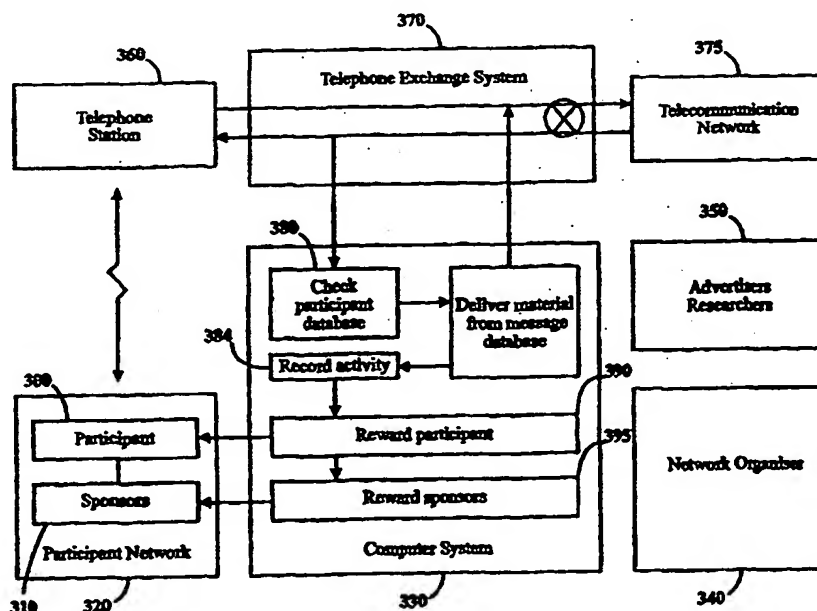 370
360
375
Telephone Exchange System
Telephone
Station
Telecommunication
Network
380
350
Check
participant
database
Deliver material
from message
database
Advertisers
Researchers
384
Record activity
300
390
Participant
Reward participant
395
Network Organiser
Sponsors
Reward sponsors
Participant Network
Computer System
310
320
330
340